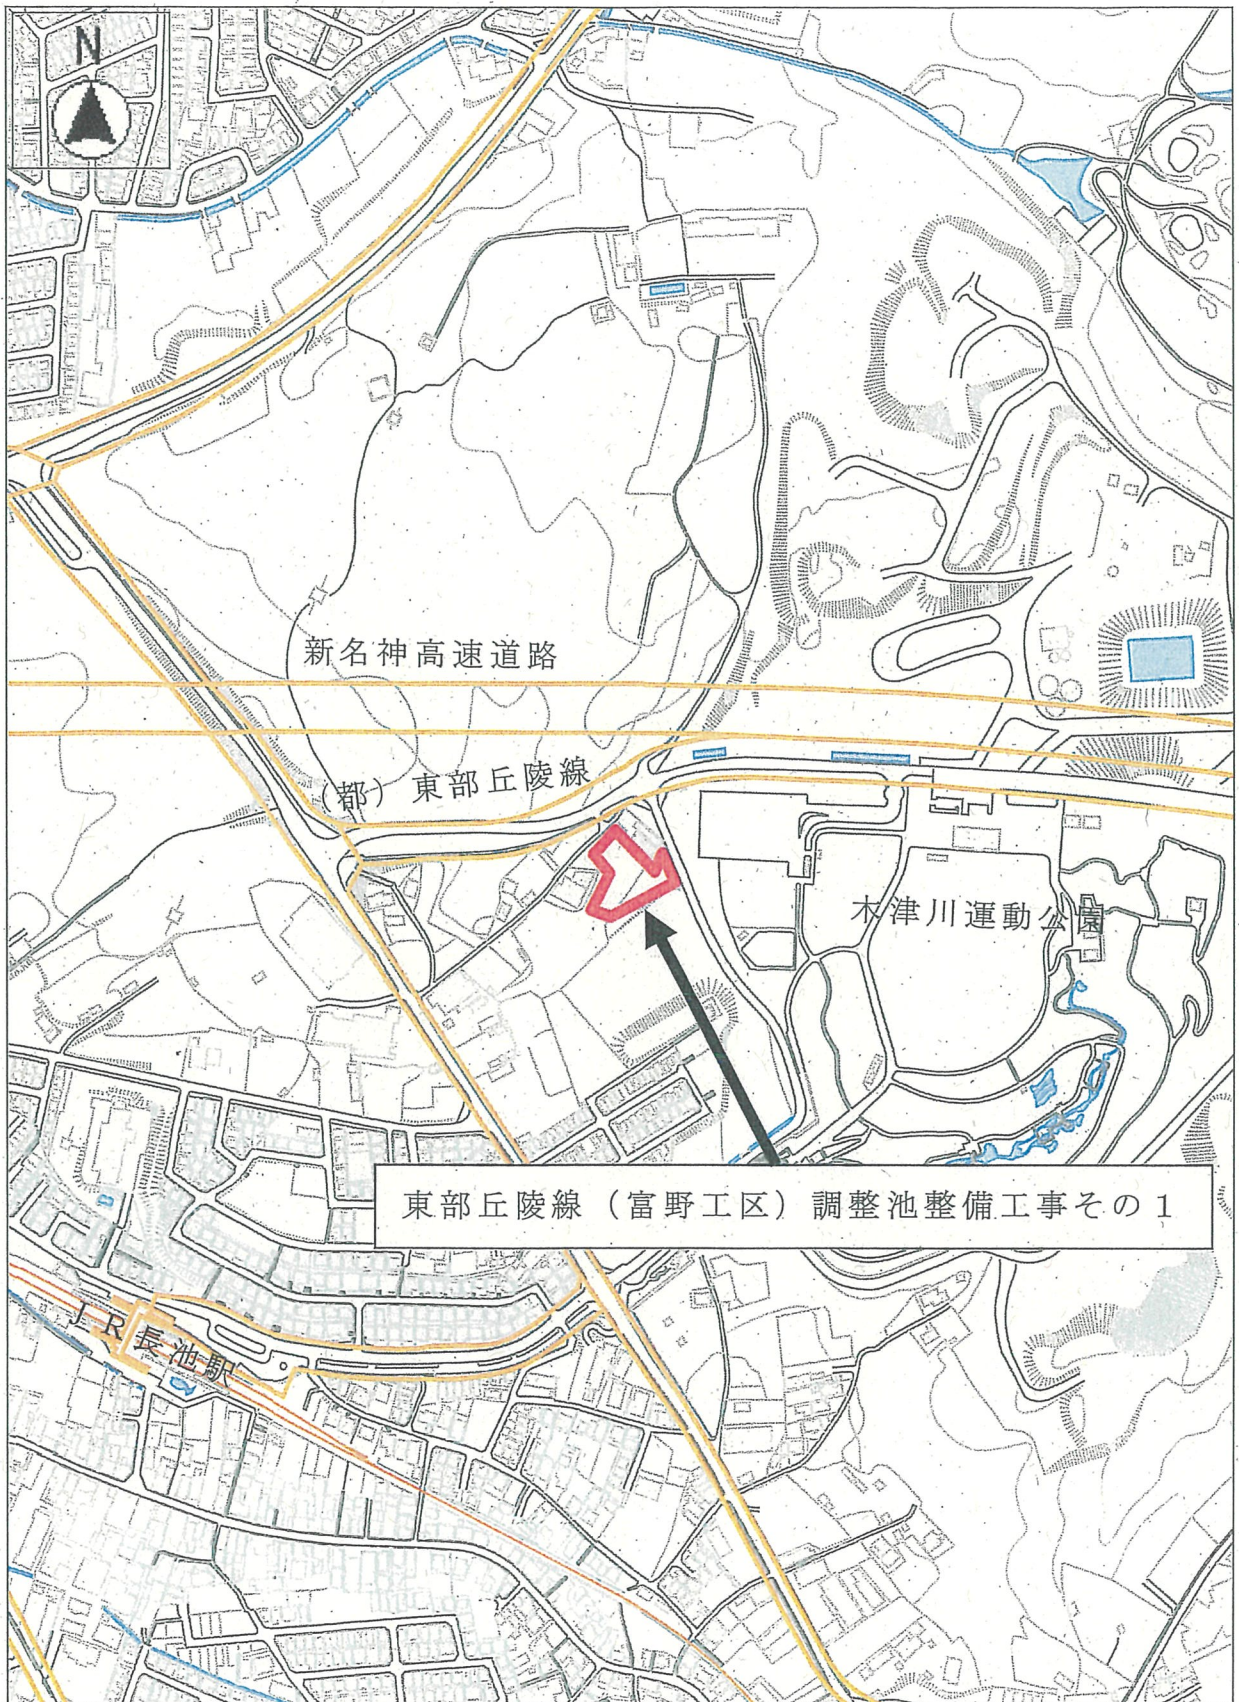 N
新名神高速道路
（都）東部丘陵線
木津川運動公園
東部丘陵線（富野工区）調整池整備工事その１
ＪＲ長池駅